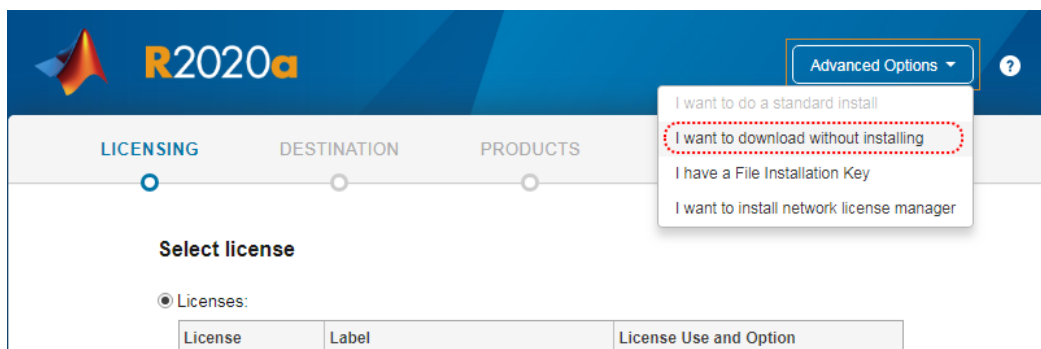 R2020a
Advanced Options
?
I want to do a standard install
I want to download without installing
I have a File Installation Key
I want to install network license manager
LICENSING DESTINATION PRODUCTS
Select license
Licenses:
License Label License Use and Option